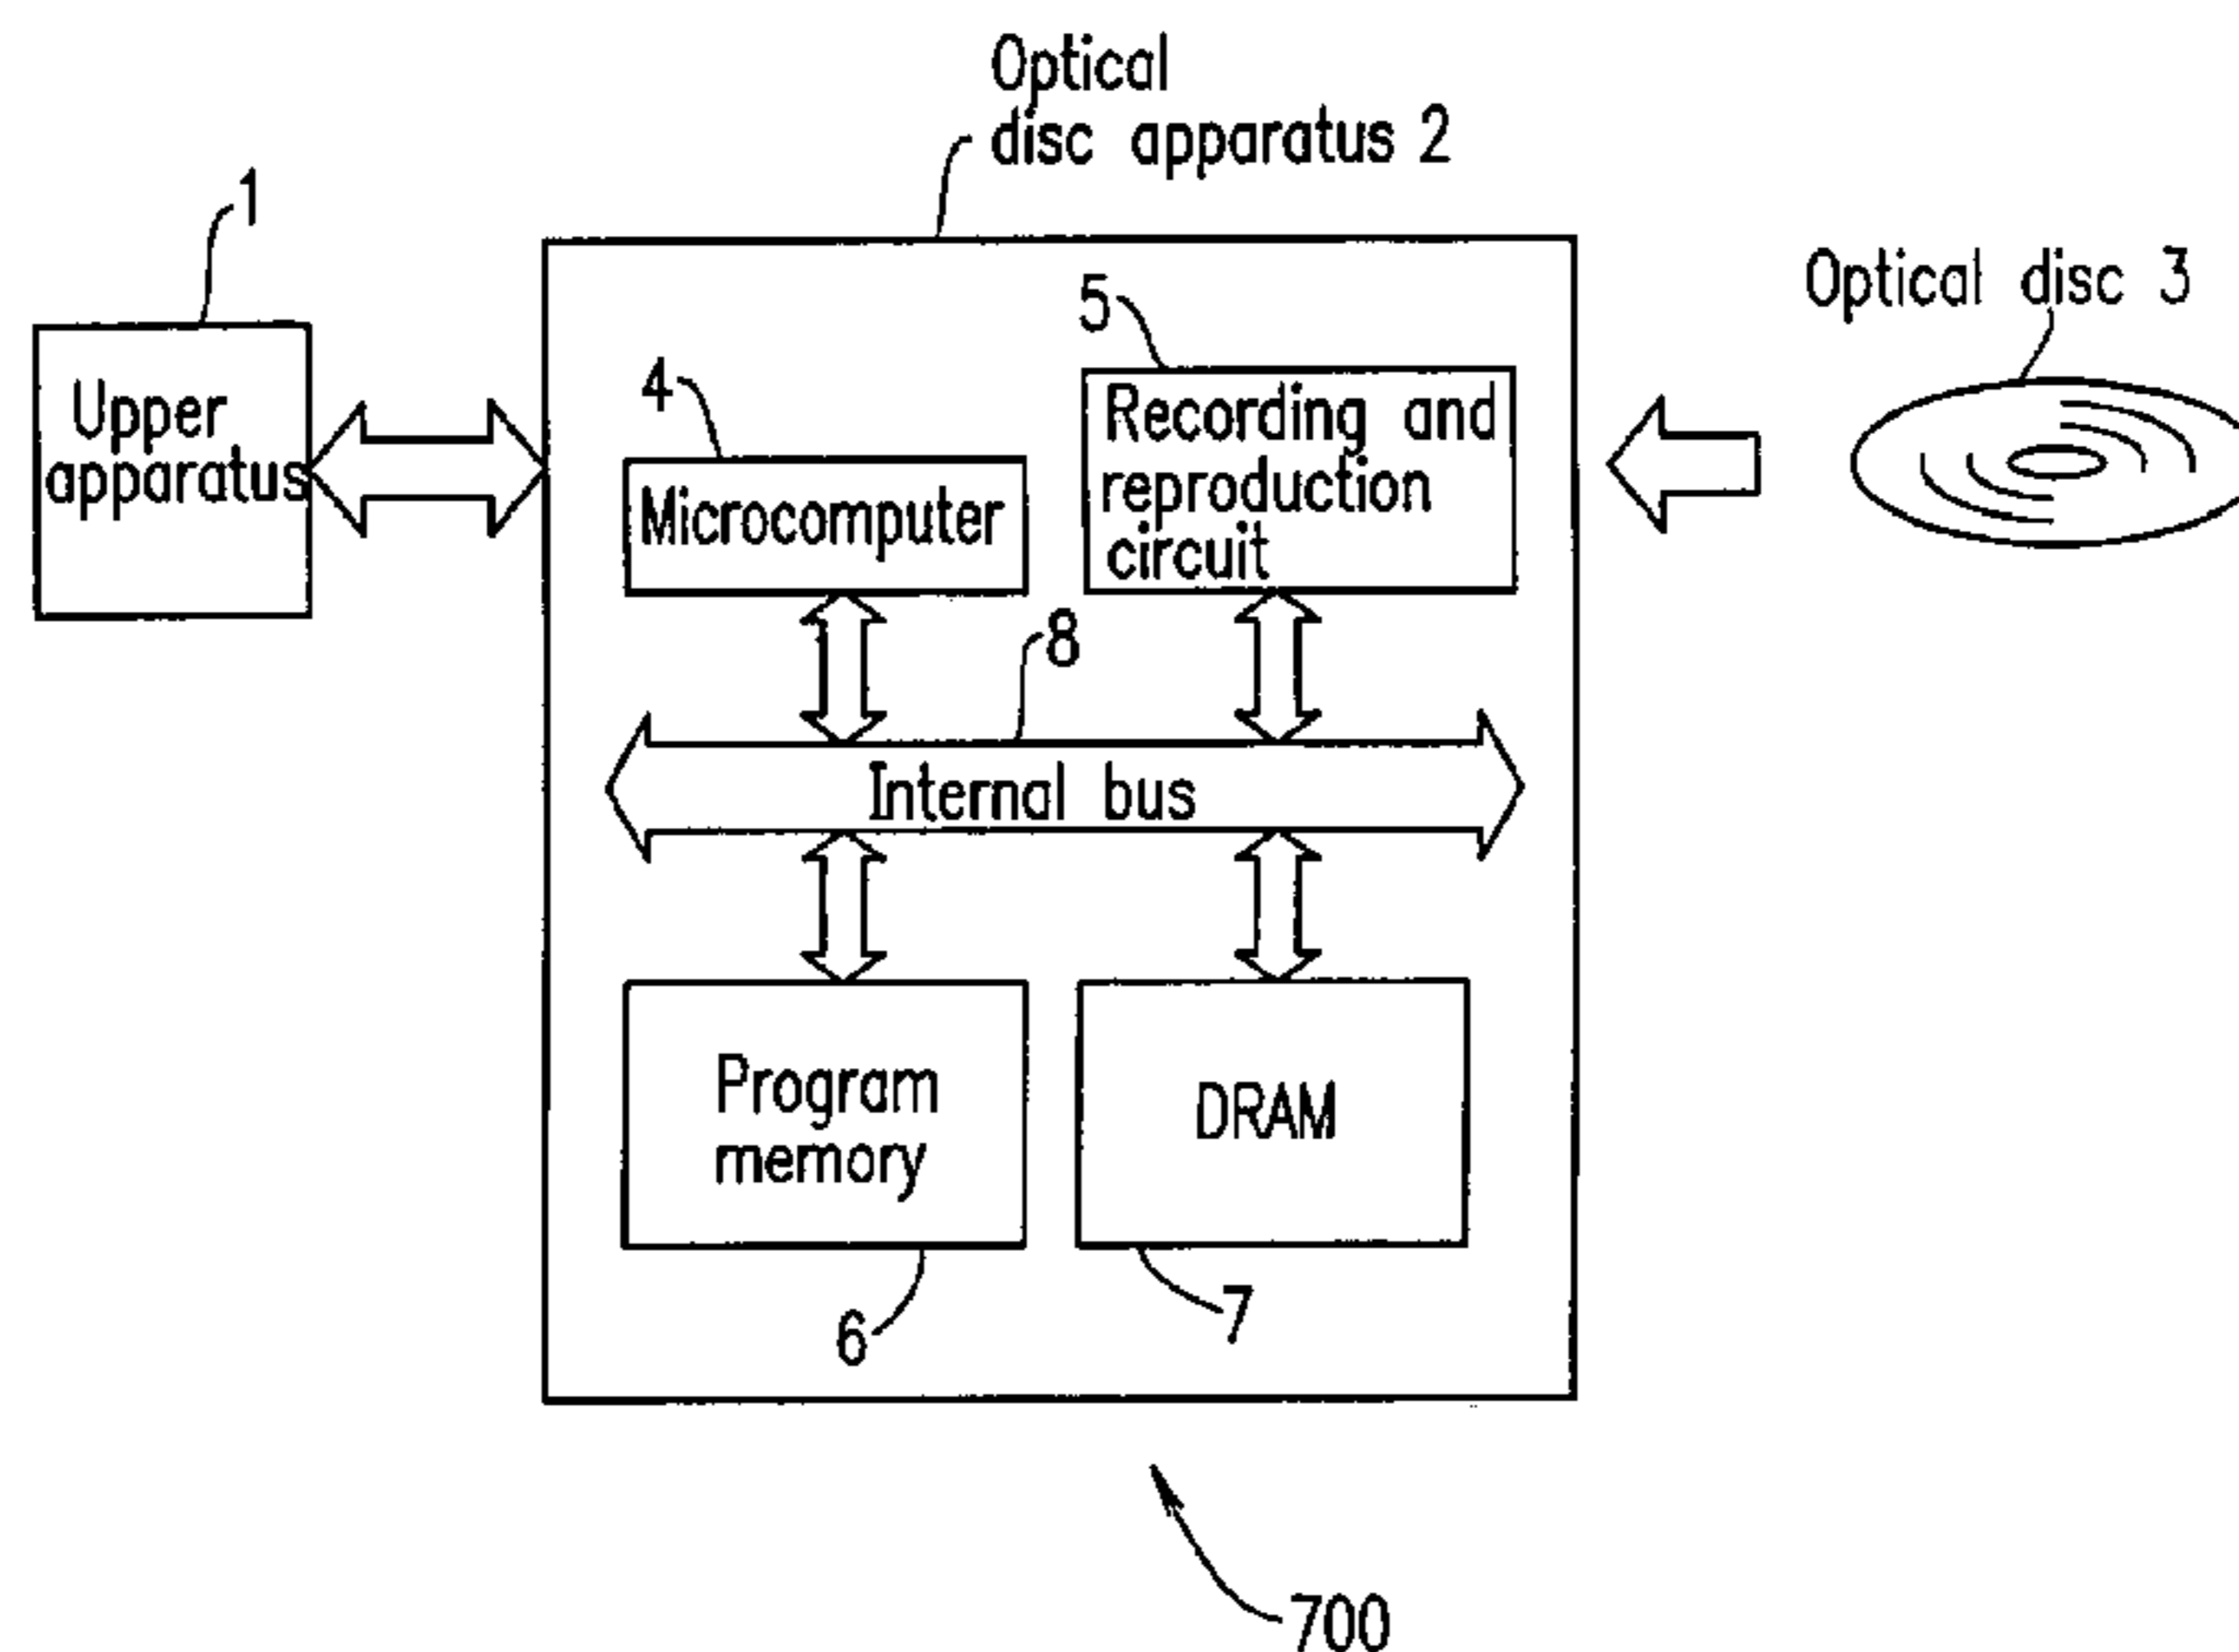 Optical
disc apparatus 2
1
Optical disc 3
5
4
Upper
apparatus
Recording and
reproduction
circuit
Microcomputer
8
Internal bus
Program
memory
DRAM
6
7
700